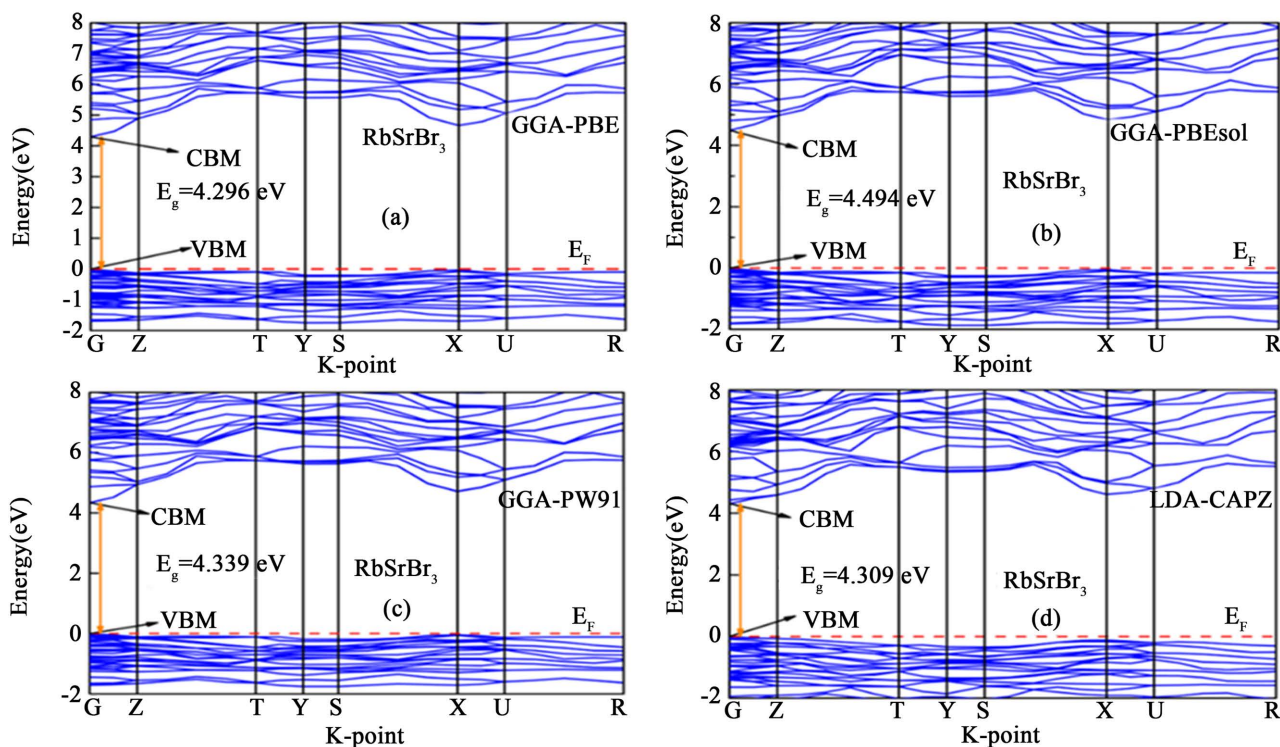 8
7
6
5
4
3
2
1
0
-1
-2
Energy(eV)
GGA-PBE
RbSrBr₃
CBM
E_g=4.296 eV
(a)
VBM
E_F
G Z T Y S X U R
K-point
8
6
4
2
0
-2
Energy(eV)
GGA-PBEsol
CBM
RbSrBr₃
E_g=4.494 eV
(b)
VBM
E_F
G Z T Y S X U R
K-point
8
6
4
2
0
-2
Energy(eV)
GGA-PW91
CBM
E_g=4.339 eV
RbSrBr₃
(c)
VBM
E_F
G Z T Y S X U R
K-point
8
6
4
2
0
-2
Energy(eV)
LDA-CAPZ
CBM
E_g=4.309 eV
RbSrBr₃
(d)
VBM
E_F
G Z T Y S X U R
K-point